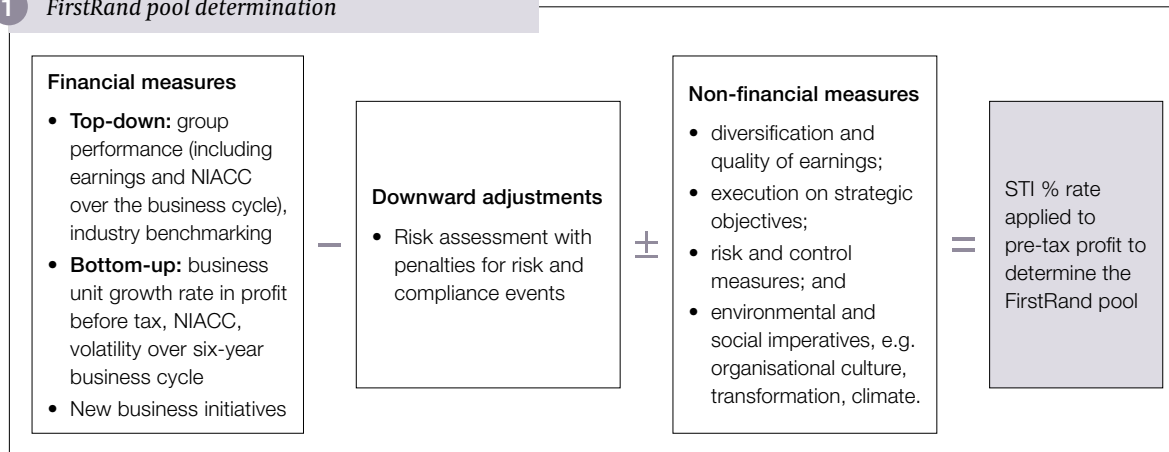 1 FirstRand pool determination
Financial measures
• Top-down: group
performance (including
earnings and NIACC
over the business cycle),
industry benchmarking
• Bottom-up: business
unit growth rate in profit
before tax, NIACC,
volatility over six-year
business cycle
• New business initiatives
–
Downward adjustments
• Risk assessment with
penalties for risk and
compliance events
±
Non-financial measures
• diversification and
quality of earnings;
• execution on strategic
objectives;
• risk and control
measures; and
• environmental and
social imperatives, e.g.
organisational culture,
transformation, climate.
=
STI % rate
applied to
pre-tax profit to
determine the
FirstRand pool